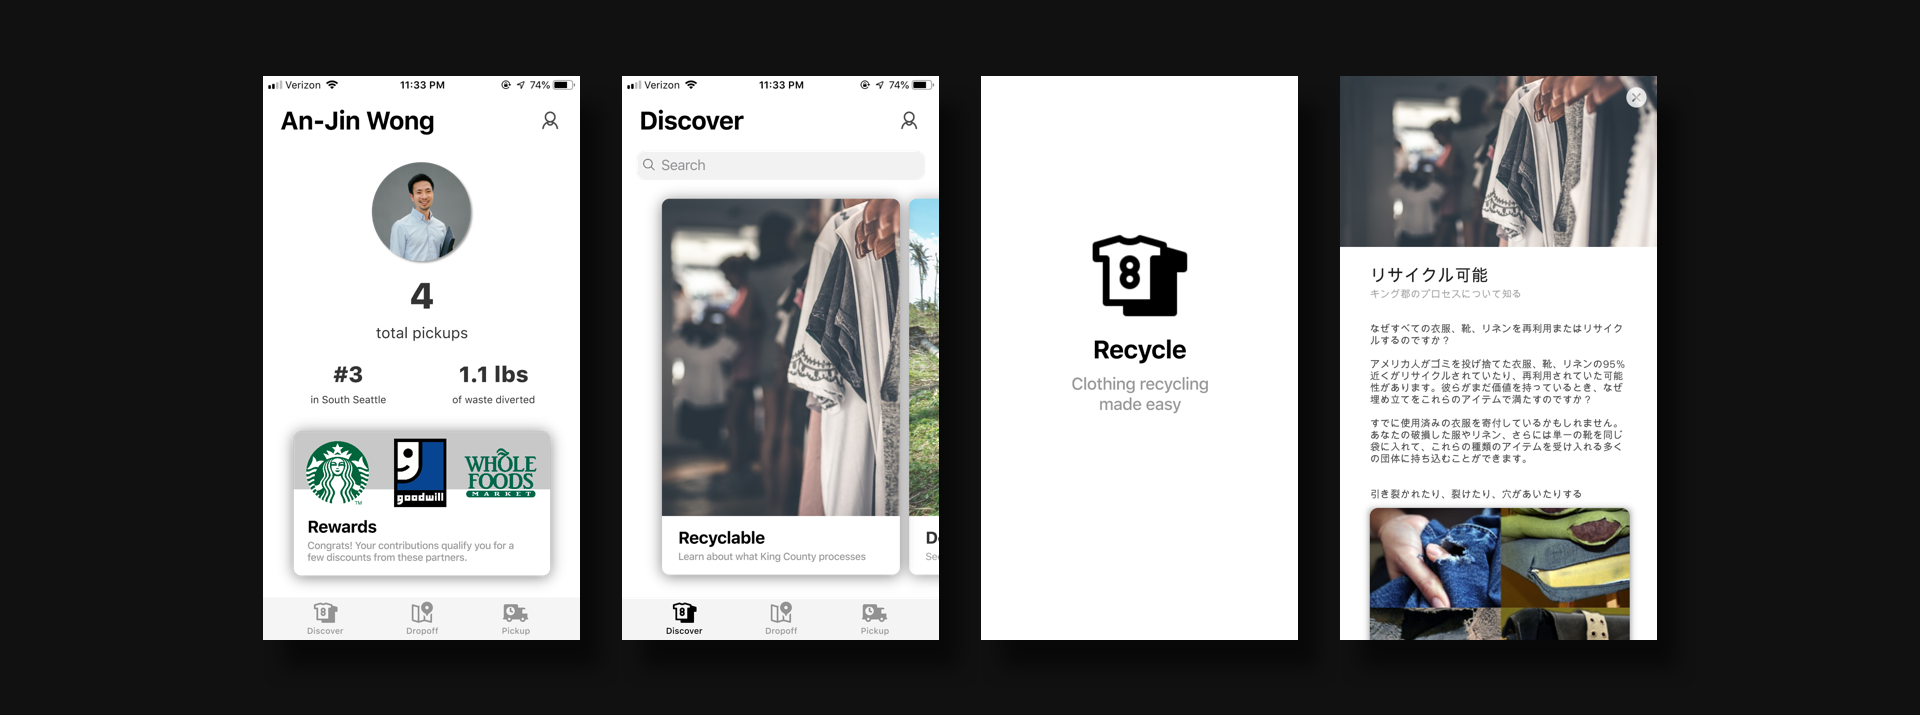 Verizon 11:33 PM 74%
An-Jin Wong
4
total pickups
#3
in South Seattle
1.1 lbs
of waste diverted
WHOLE
FOODS
MARKET
goodwill
TM
Rewards
Congrats! Your contributions qualify you for a
few discounts from these partners.
8
Discover Dropoff Pickup
Verizon 11:33 PM 74%
Discover
Search
Recyclable
Learn about what King County processes
D
Se
8
Discover Dropoff Pickup
8
Recycle
Clothing recycling
made easy
リサイクル可能
キング郡のプロセスについて知る
なぜすべての衣服、靴、リネンを再利用またはリサイク
ルするのですか？
アメリカ人がゴミを投げ捨てた衣服、靴、リネンの95%
近くがリサイクルされていたり、再利用されていた可能
性があります。彼らがまだ価値を持っているとき、なぜ
埋め立てをこれらのアイテムで満たすのですか？
すでに使用済みの衣服を寄付しているかもしれません。
あなたの破損した服やリネン、さらには単一の靴を同じ
袋に入れて、これらの種類のアイテムを受け入れる多く
の団体に持ち込むことができます。
引き裂かれたり、裂けたり、穴があいたりする